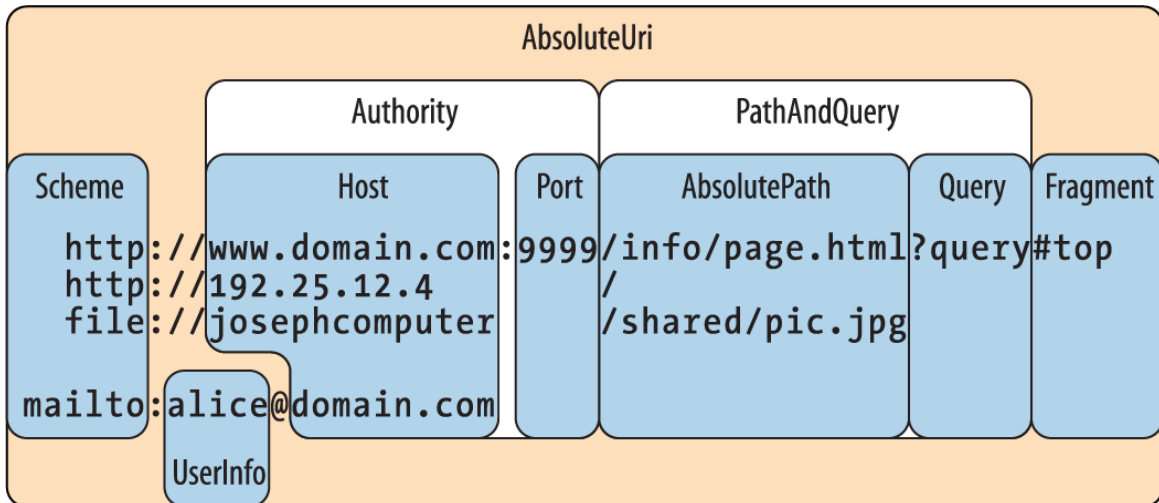 AbsoluteUri
Authority PathAndQuery
Scheme Host Port AbsolutePath Query Fragment
http://www.domain.com:9999/info/page.html?query#top
http://192.25.12.4 /
file://josephcomputer /shared/pic.jpg
mailto:alice@domain.com
UserInfo